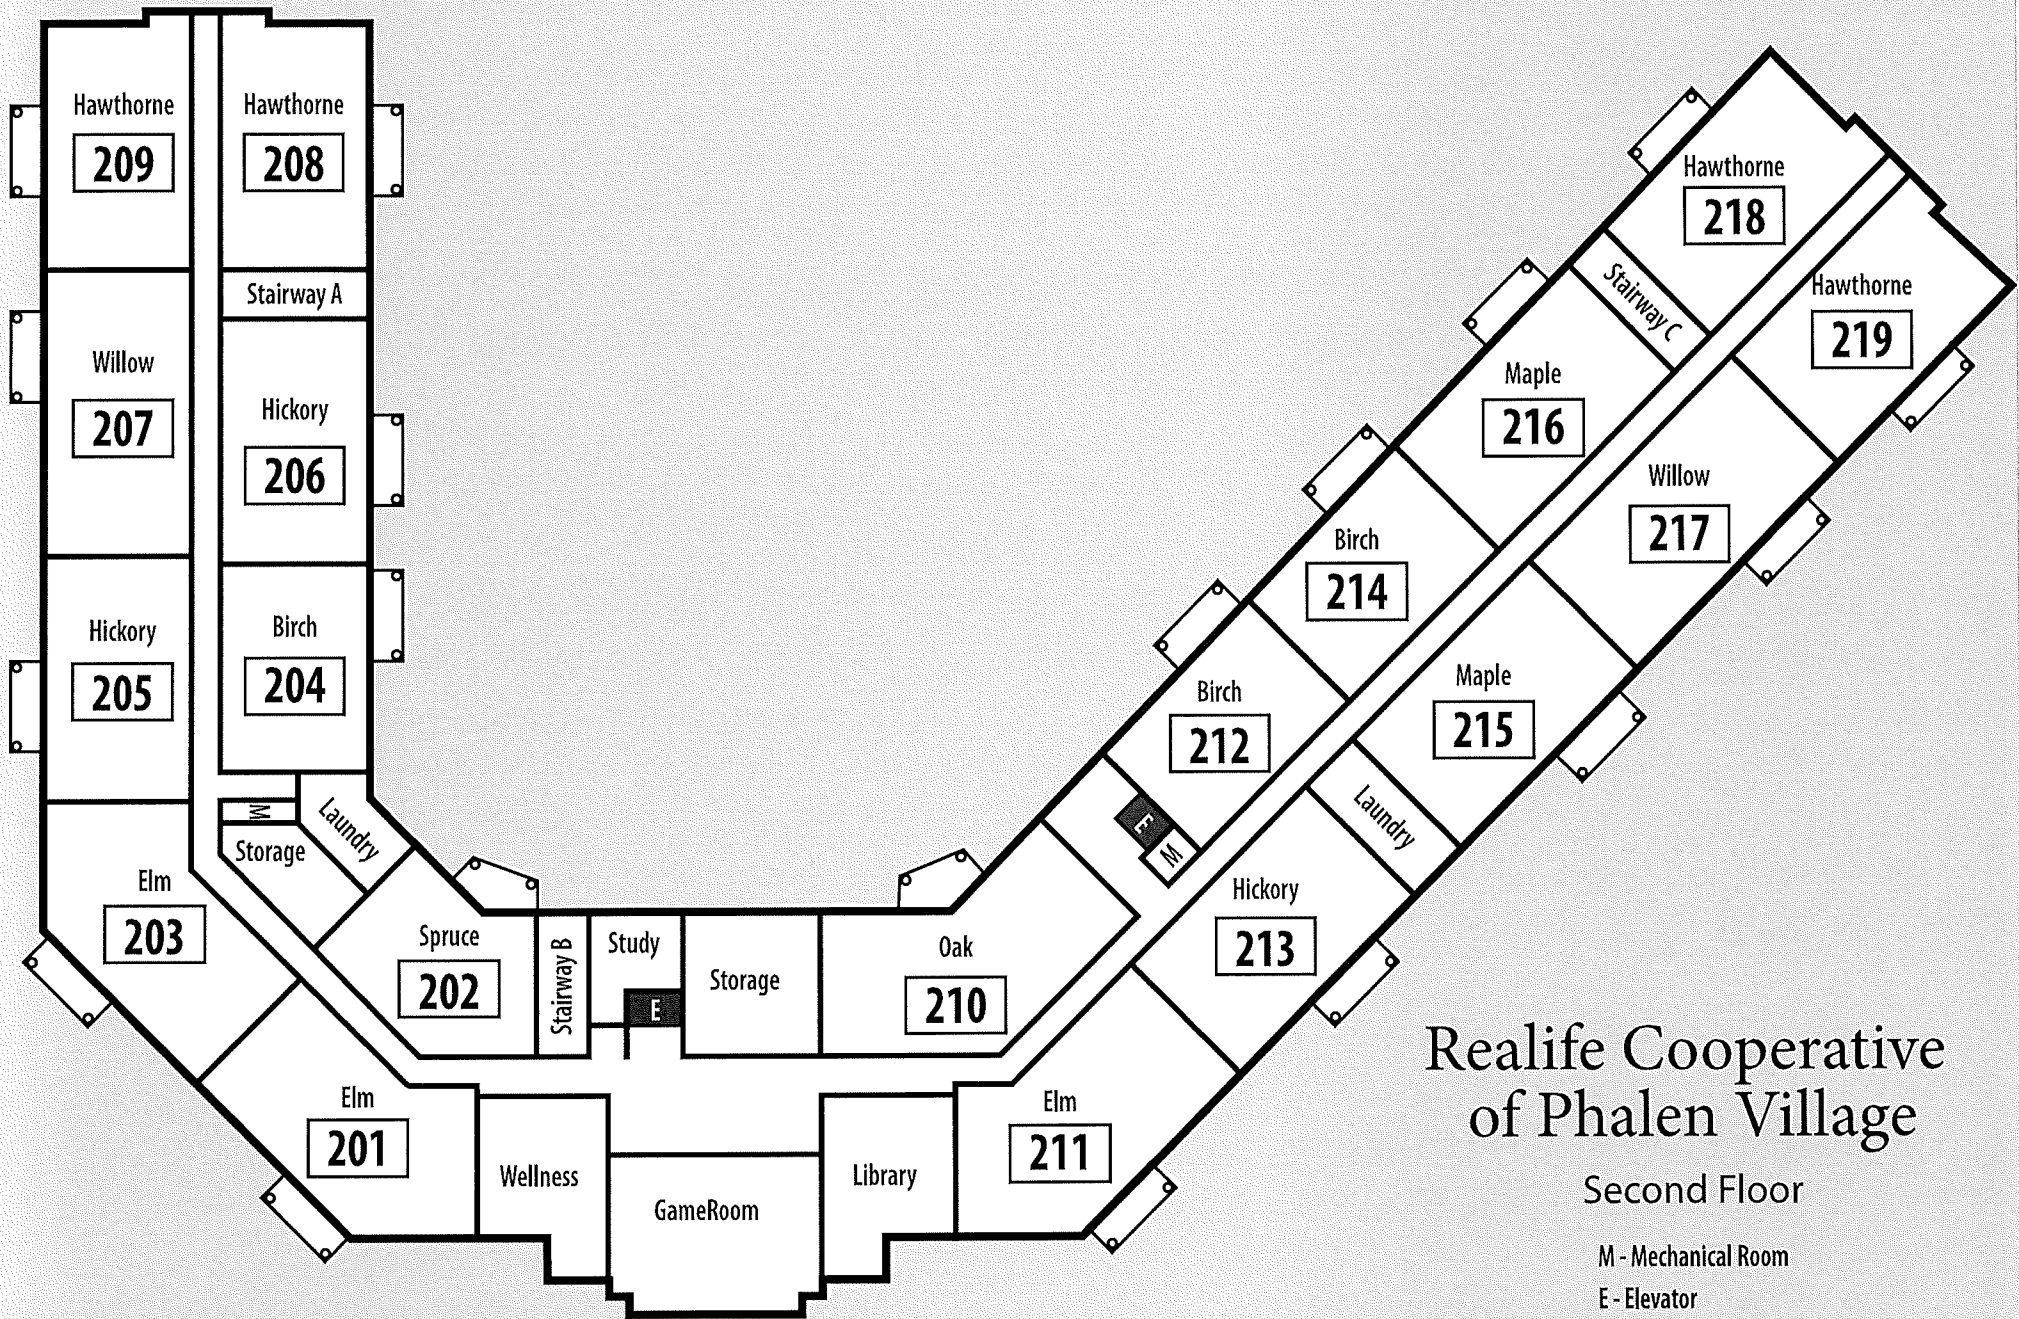 Hawthorne
209
Hawthorne
208
Stairway A
Willow
207
Hickory
206
Hickory
205
Birch
204
M
Laundry
Storage
Elm
203
Spruce
202
Stairway B
Study
E
Storage
Oak
210
Elm
201
Wellness
GameRoom
Library
Elm
211
Hawthorne
218
Stairway C
Hawthorne
219
Maple
216
Willow
217
Birch
214
Maple
215
Birch
212
E
M
Laundry
Hickory
213
Realife Cooperative
of Phalen Village
Second Floor
M - Mechanical Room
E - Elevator